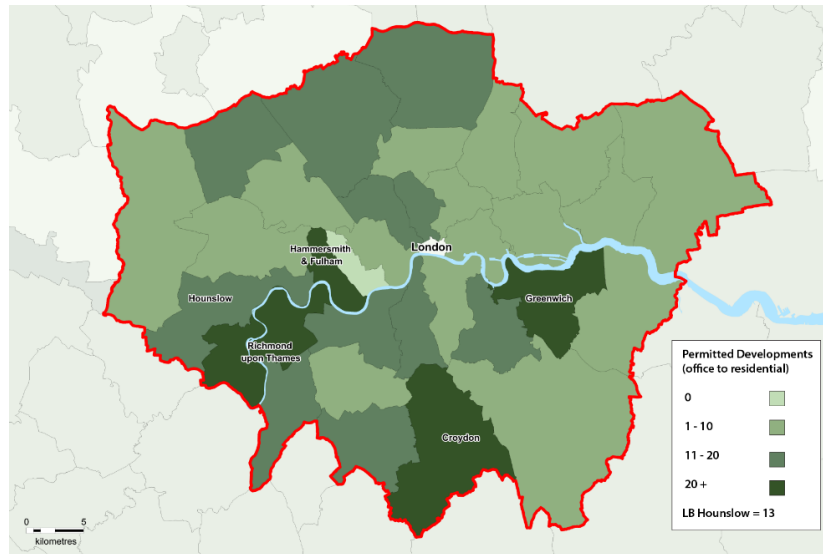 Hammersmith
& Fulham
London
Hounslow
Greenwich
Richmond
upon Thames
Croydon
Permitted Developments
(office to residential)
0
1 - 10
11 - 20
20 +
LB Hounslow = 13
0 5
kilometres